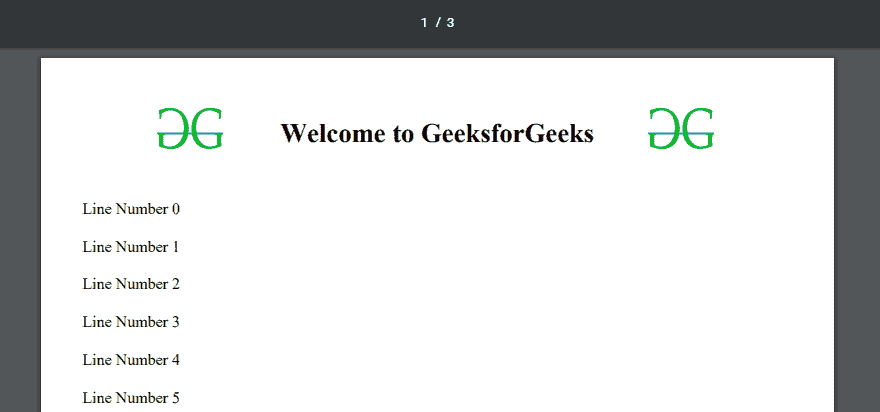 1 / 3
Welcome to GeeksforGeeks
Line Number 0
Line Number 1
Line Number 2
Line Number 3
Line Number 4
Line Number 5